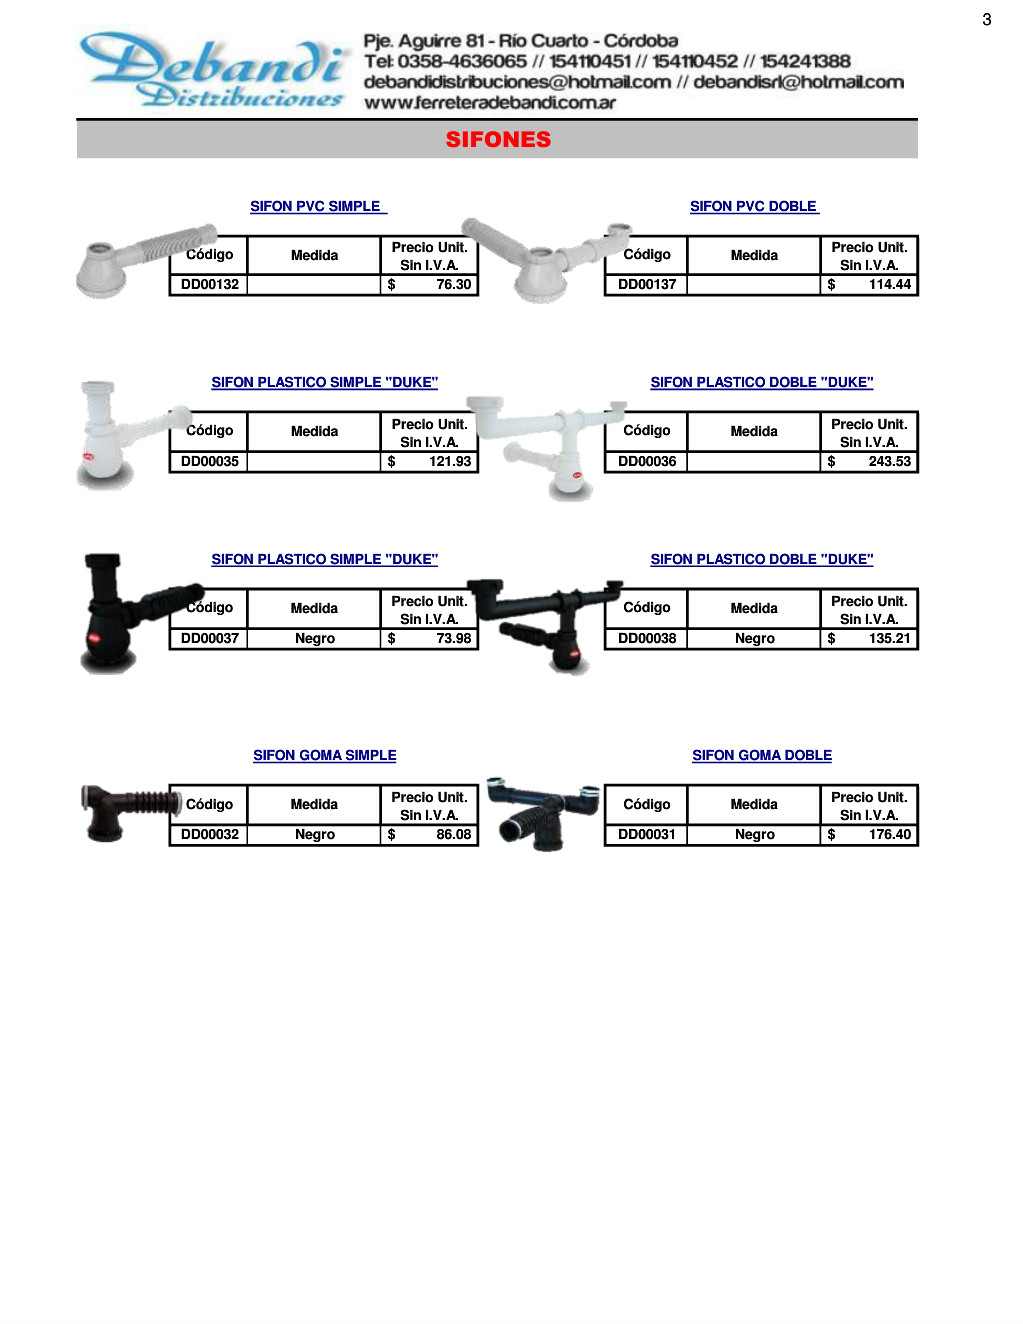 3
Debandi
Distribuciones
Pje. Aguirre 81 - Río Cuarto - Córdoba
Tel: 0358-4636065 // 154110451 // 154110452 // 154241388
debandidistribuciones@hotmail.com // debandisrl@hotmail.com
www.ferreteradebandi.com.ar
SIFONES
SIFON PVC SIMPLE
Código Medida Precio Unit. Sin I.V.A.
DD00132 $ 76.30
SIFON PVC DOBLE
Código Medida Precio Unit. Sin I.V.A.
DD00137 $ 114.44
SIFON PLASTICO SIMPLE "DUKE"
Código Medida Precio Unit. Sin I.V.A.
DD00035 $ 121.93
SIFON PLASTICO DOBLE "DUKE"
Código Medida Precio Unit. Sin I.V.A.
DD00036 $ 243.53
SIFON PLASTICO SIMPLE "DUKE"
Código Medida Precio Unit. Sin I.V.A.
DD00037 Negro $ 73.98
SIFON PLASTICO DOBLE "DUKE"
Código Medida Precio Unit. Sin I.V.A.
DD00038 Negro $ 135.21
SIFON GOMA SIMPLE
Código Medida Precio Unit. Sin I.V.A.
DD00032 Negro $ 86.08
SIFON GOMA DOBLE
Código Medida Precio Unit. Sin I.V.A.
DD00031 Negro $ 176.40